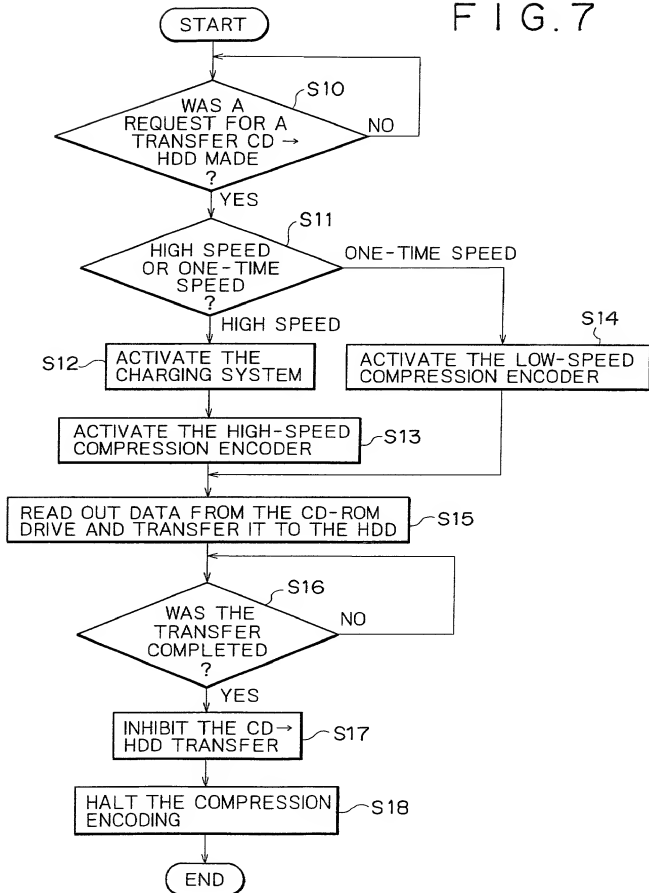 FIG. 7
START
S10
WAS A
REQUEST FOR A
TRANSFER CD →
HDD MADE
?
NO
YES
S11
HIGH SPEED
OR ONE-TIME
SPEED
?
ONE-TIME SPEED
HIGH SPEED
S12
ACTIVATE THE
CHARGING SYSTEM
S14
ACTIVATE THE LOW-SPEED
COMPRESSION ENCODER
ACTIVATE THE HIGH-SPEED
COMPRESSION ENCODER
S13
READ OUT DATA FROM THE CD-ROM
DRIVE AND TRANSFER IT TO THE HDD
S15
S16
WAS THE
TRANSFER
COMPLETED
?
NO
YES
INHIBIT THE CD →
HDD TRANSFER
S17
HALT THE COMPRESSION
ENCODING
S18
END